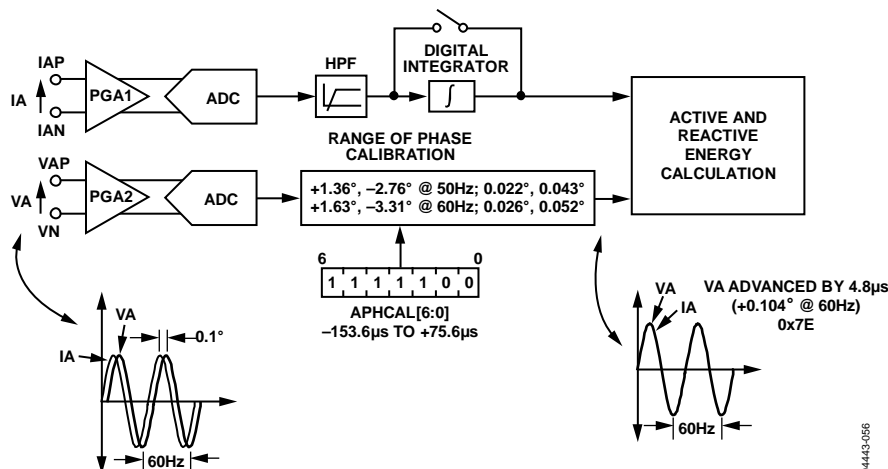 IAP
IA
IAN
PGA1
ADC
HPF
DIGITAL
INTEGRATOR
∫
ACTIVE AND
REACTIVE
ENERGY
CALCULATION
RANGE OF PHASE
CALIBRATION
VAP
VA
VN
PGA2
ADC
+1.36°, –2.76° @ 50Hz; 0.022°, 0.043°
+1.63°, –3.31° @ 60Hz; 0.026°, 0.052°
6 0
1 1 1 1 1 0 0
APHCAL[6:0]
–153.6µs TO +75.6µs
VA
IA
0.1°
60Hz
VA
IA
VA ADVANCED BY 4.8µs
(+0.104° @ 60Hz)
0x7E
60Hz
04443-056